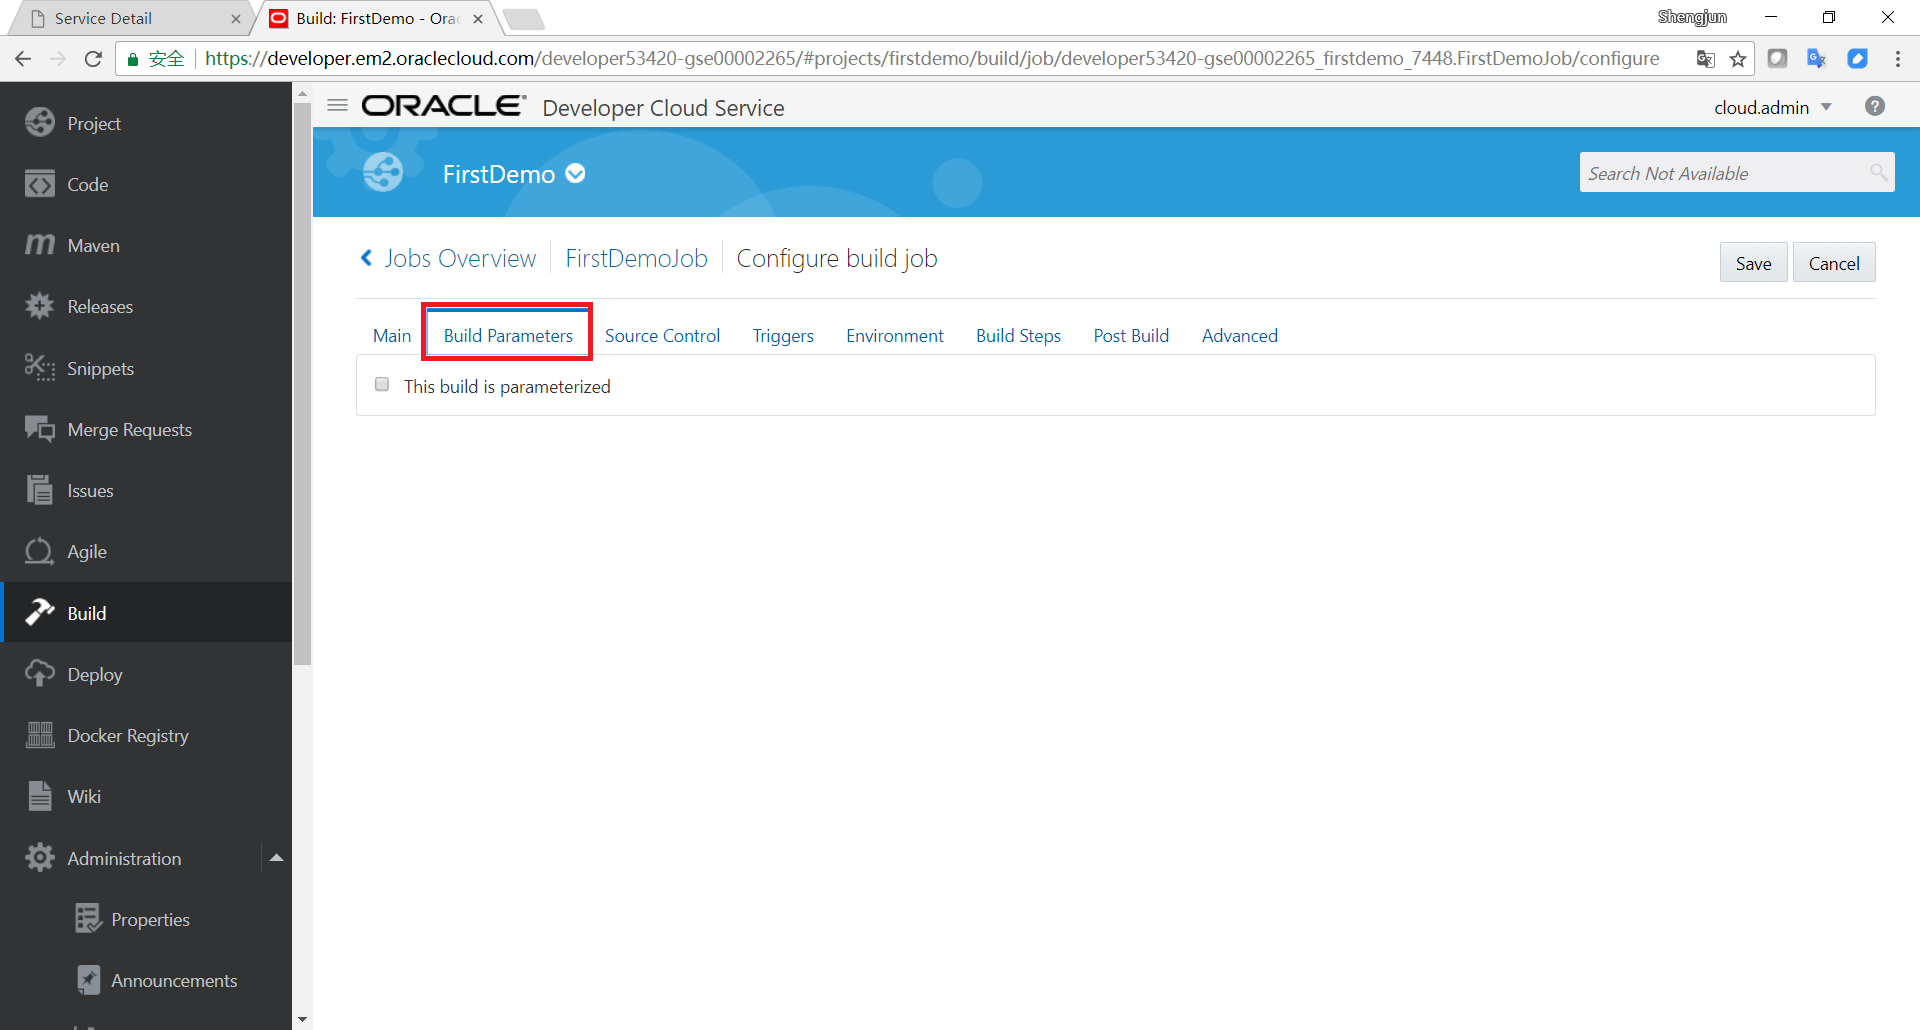 Service Detail
Build: FirstDemo - Orac
Shengjun
安全
https://developer.em2.oraclecloud.com/developer53420-gse00002265/#projects/firstdemo/build/job/developer53420-gse00002265_firstdemo_7448.FirstDemoJob/configure
Project
Code
Maven
Releases
Snippets
Merge Requests
Issues
Agile
Build
Deploy
Docker Registry
Wiki
Administration
Properties
Announcements
ORACLE Developer Cloud Service
cloud.admin
?
FirstDemo
Search Not Available
Jobs Overview
FirstDemoJob
Configure build job
Save
Cancel
Main
Build Parameters
Source Control
Triggers
Environment
Build Steps
Post Build
Advanced
This build is parameterized